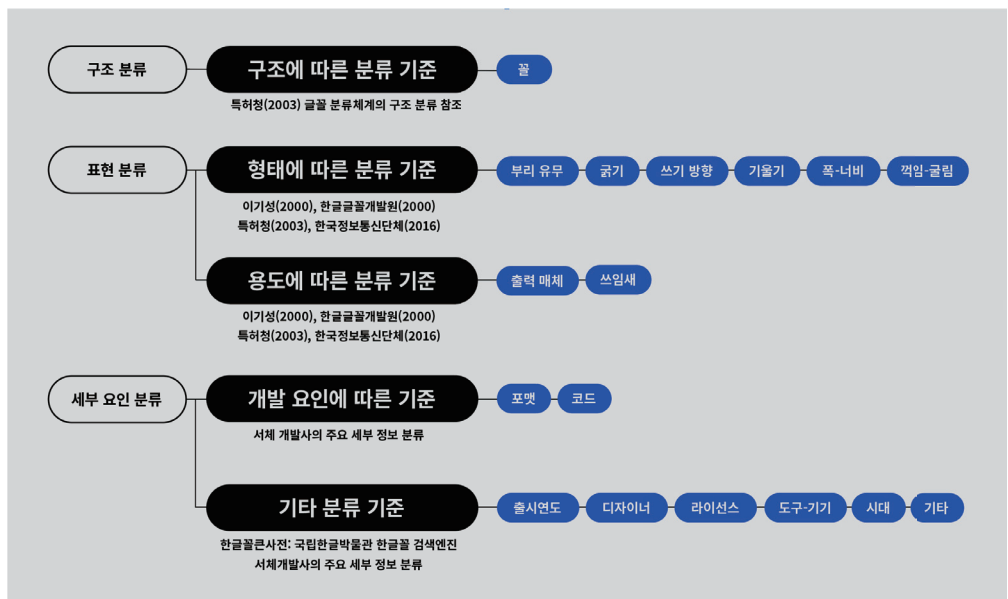 구조 분류
구조에 따른 분류 기준
꼴
특허청(2003) 글꼴 분류체계의 구조 분류 참조
표현 분류
형태에 따른 분류 기준
부리 유무
굵기
쓰기 방향
기울기
폭-너비
꺽임-굴림
이기성(2000), 한글글꼴개발원(2000)
특허청(2003), 한국정보통신단체(2016)
용도에 따른 분류 기준
출력 매체
쓰임새
이기성(2000), 한글글꼴개발원(2000)
특허청(2003), 한국정보통신단체(2016)
세부 요인 분류
개발 요인에 따른 기준
포맷
코드
서체 개발사의 주요 세부 정보 분류
기타 분류 기준
출시연도
디자이너
라이선스
도구-기기
시대
기타
한글꼴큰사전: 국립한글박물관 한글꼴 검색엔진
서체개발사의 주요 세부 정보 분류